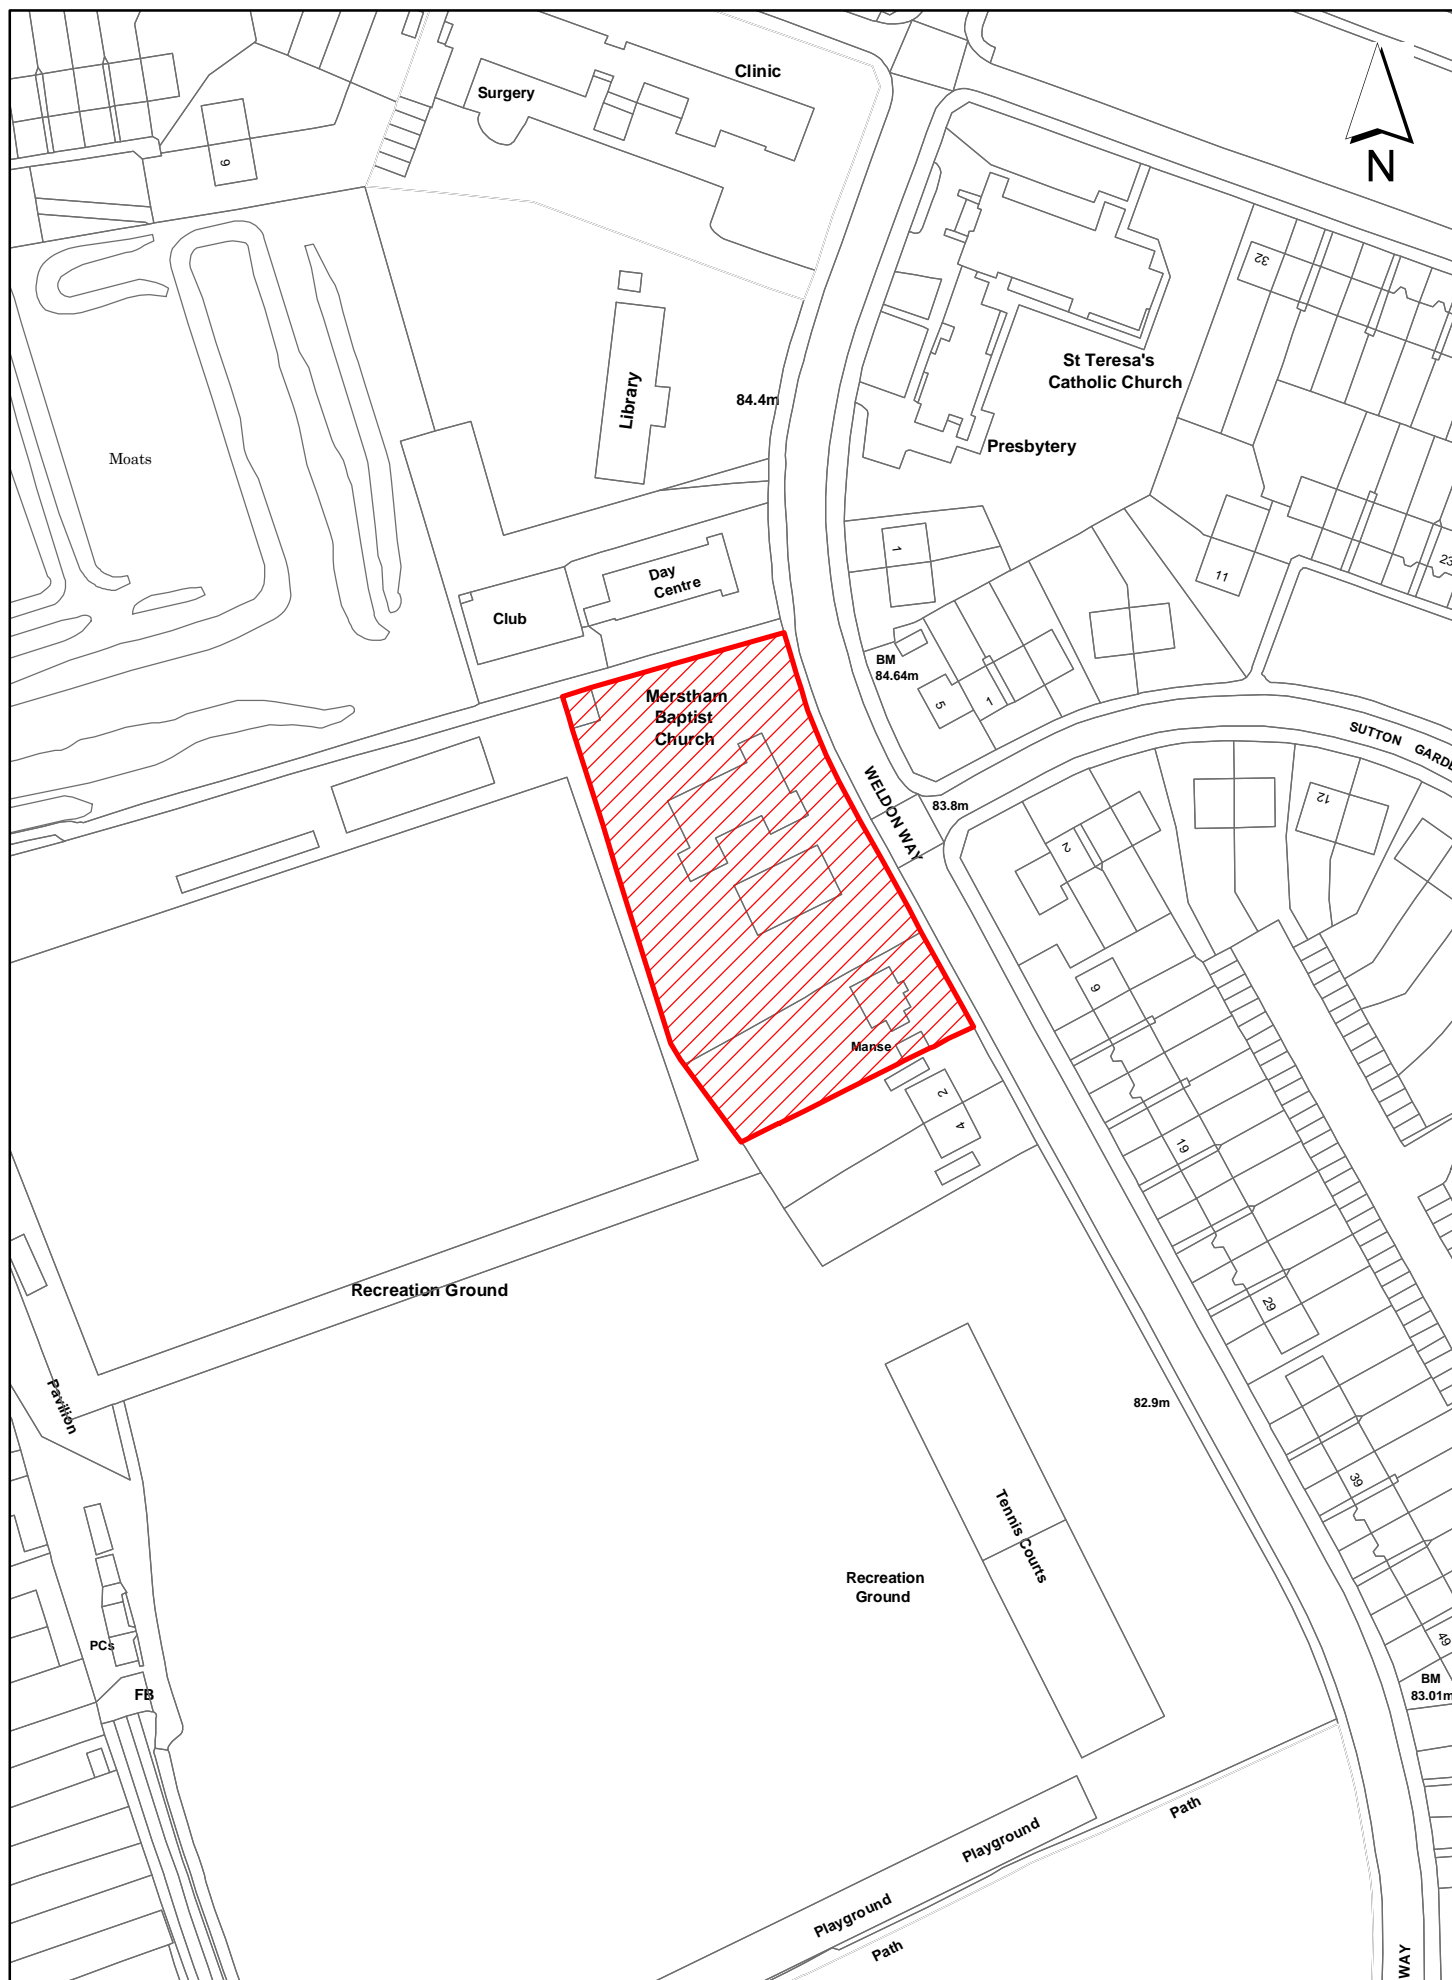 Clinic
Surgery
N
9
32
St Teresa's
Catholic Church
Library
84.4m
Presbytery
Moats
1
23
11
Day
Centre
Club
BM
84.64m
5
1
Merstham
Baptist
Church
SUTTON GARDE
WELDON WAY
83.8m
12
2
9
Manse
2
4
19
Recreation Ground
29
Pavilion
82.9m
39
Tennis Courts
Recreation
Ground
PCs
49
FB
BM
83.01m
Path
Playground
Playground
Path
WAY